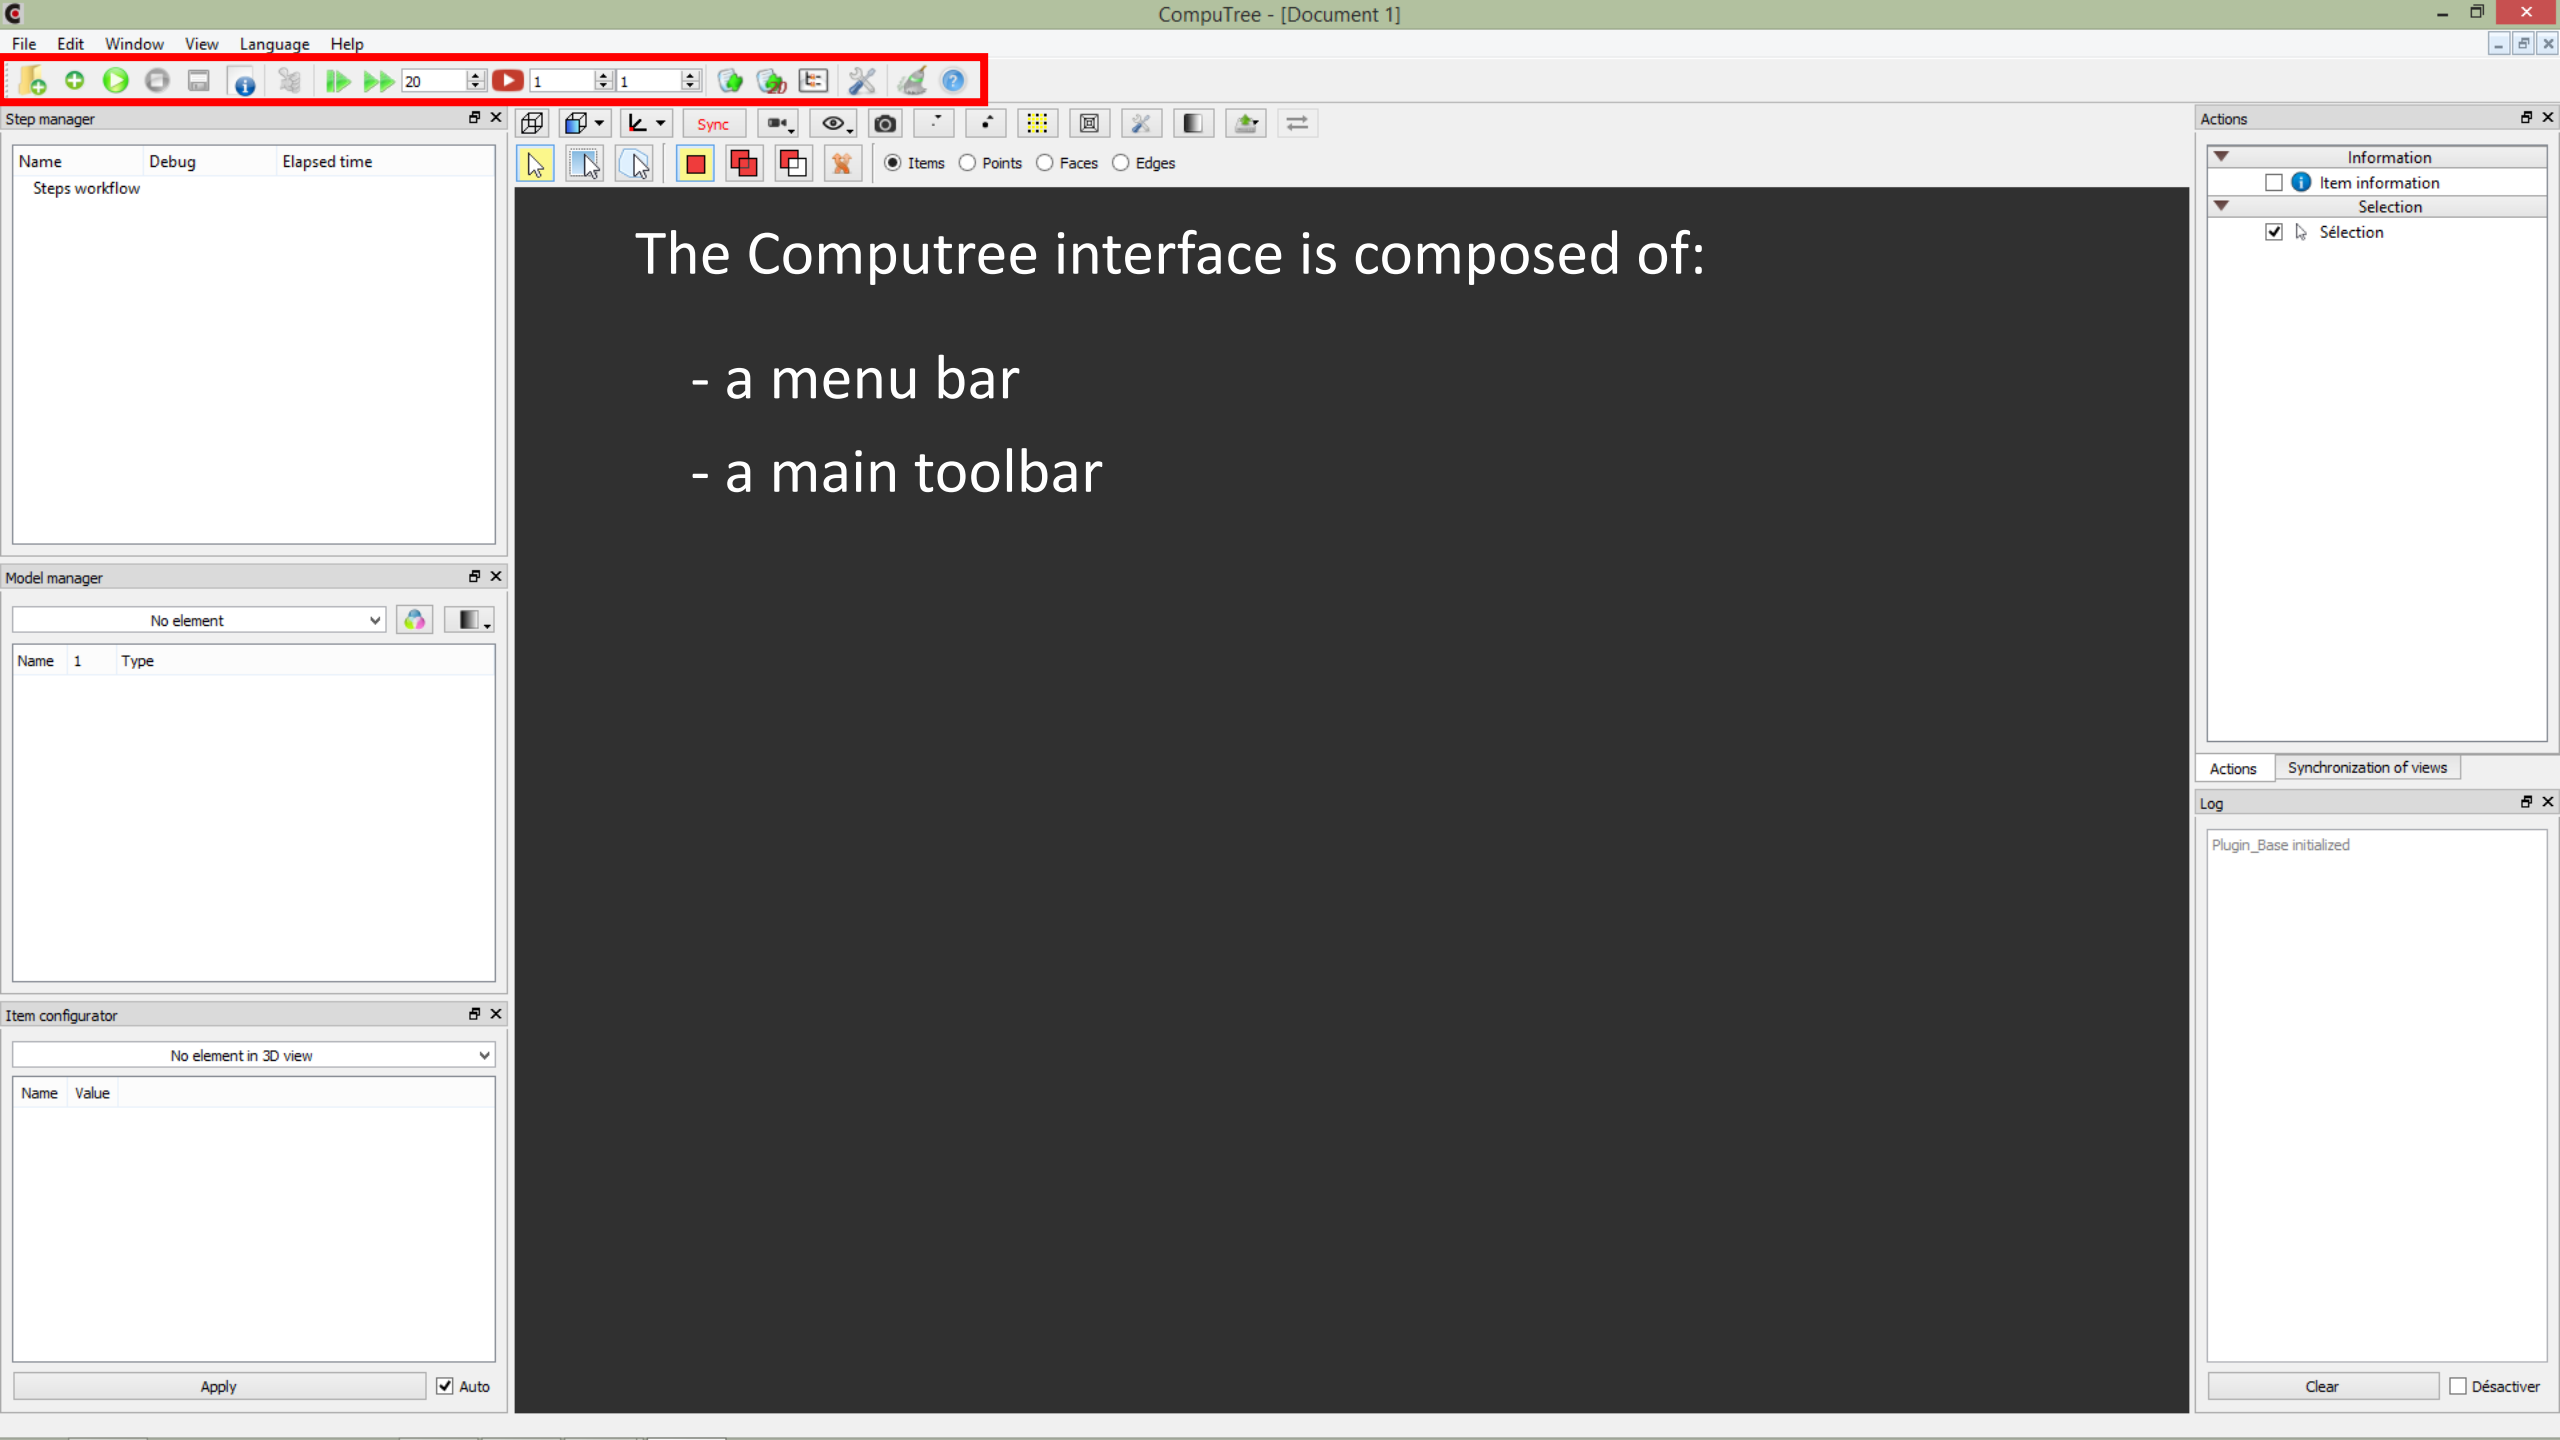 CompuTree - [Document 1]
File Edit Window View Language Help
20 1 1 2D
Step manager
Sync
Actions
Name Debug Elapsed time
Steps workflow
Items Points Faces Edges
Information
Item information
Selection
Sélection
The Computree interface is composed of:
- a menu bar
- a main toolbar
Model manager
No element
Name 1 Type
Actions Synchronization of views
Log
Plugin_Base initialized
Item configurator
No element in 3D view
Name Value
Apply Auto
Clear Désactiver